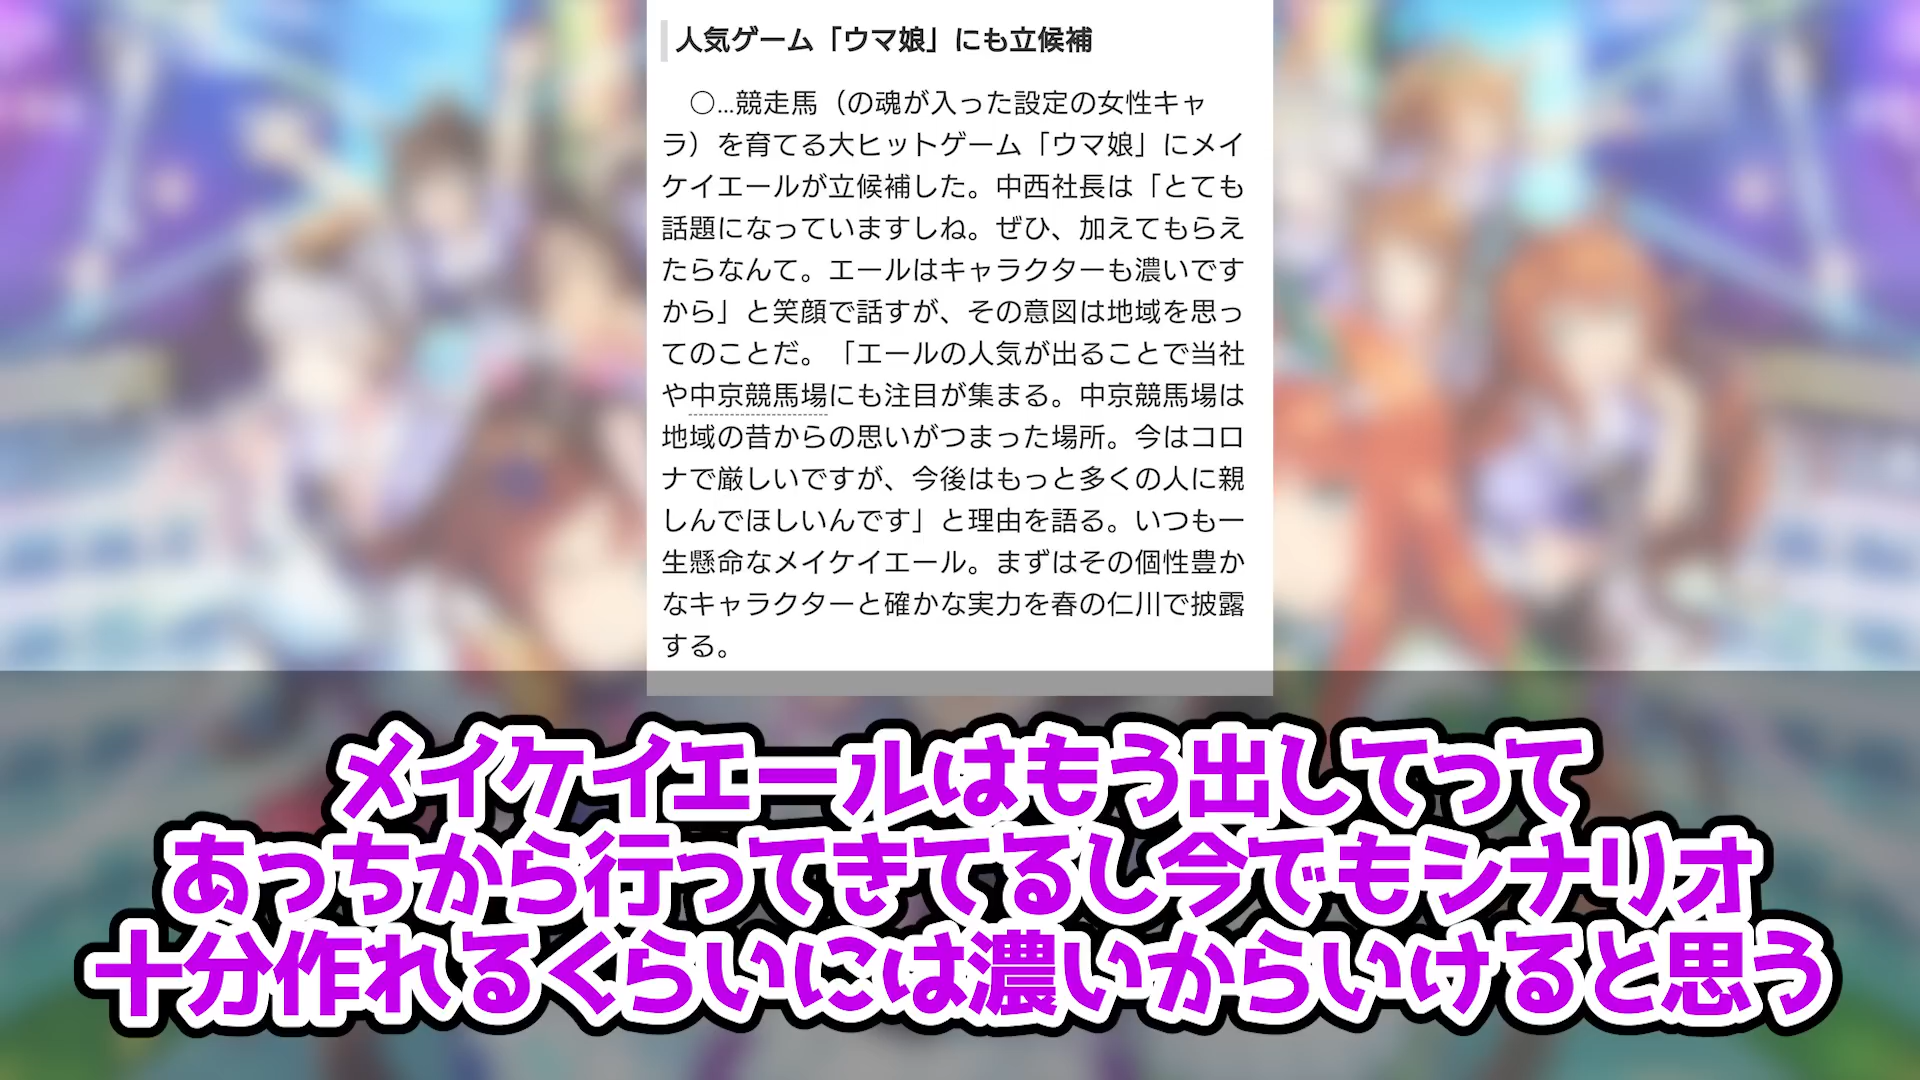 人気ゲーム「ウマ娘」にも立候補
○…競走馬（の魂が入った設定の女性キャ
ラ）を育てる大ヒットゲーム「ウマ娘」にメイ
ケイエールが立候補した。中西社長は「とても
話題になっていますしね。ぜひ、加えてもらえ
たらなんて。エールはキャラクターも濃いです
から」と笑顔で話すが、その意図は地域を思っ
てのことだ。「エールの人気が出ることで当社
や中京競馬場にも注目が集まる。中京競馬場は
地域の昔からの思いがつまった場所。今はコロ
ナで厳しいですが、今後はもっと多くの人に親
しんでほしいんです」と理由を語る。いつも一
生懸命なメイケイエール。まずはその個性豊か
なキャラクターと確かな実力を春の仁川で披露
する。
メイケイエールはもう出してって
あっちから行ってきてるし今でもシナリオ
十分作れるくらいには濃いからいけると思う